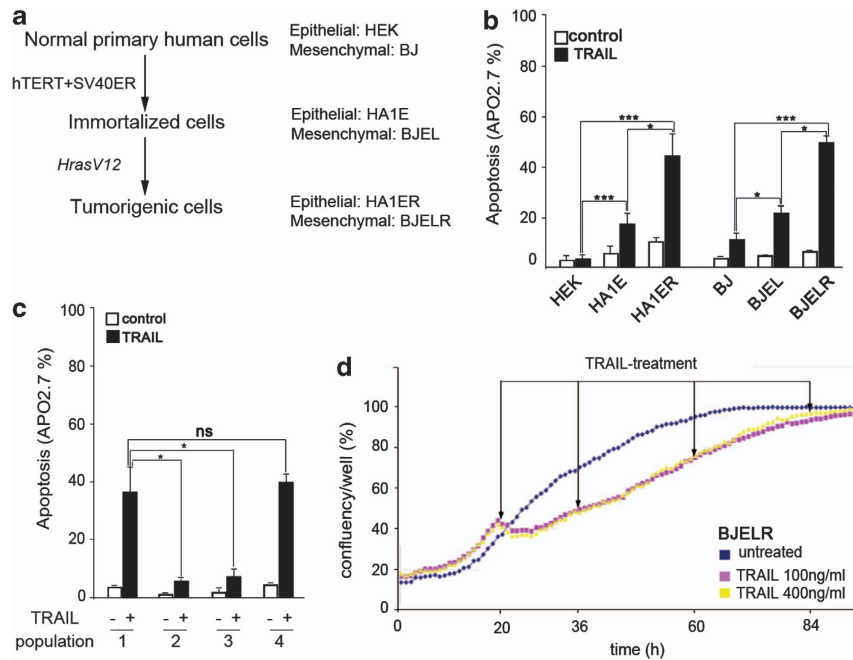 a
Normal primary human cells
Epithelial: HEK
Mesenchymal: BJ
hTERT+SV40ER
Immortalized cells
Epithelial: HA1E
Mesenchymal: BJEL
HrasV12
Tumorigenic cells
Epithelial: HA1ER
Mesenchymal: BJELR
b
Apoptosis (APO2.7 %)
100
80
60
40
20
0
control
TRAIL
***
*
***
***
*
*
HEK
HA1E
HA1ER
BJ
BJEL
BJELR
c
Apoptosis (APO2.7 %)
100
80
60
40
20
0
control
TRAIL
ns
*
*
TRAIL - + - + - + - +
population 1 2 3 4
d
TRAIL-treatment
confluency/well (%)
100
80
60
40
20
0
BJELR
untreated
TRAIL 100ng/ml
TRAIL 400ng/ml
0 20 36 60 84
time (h)